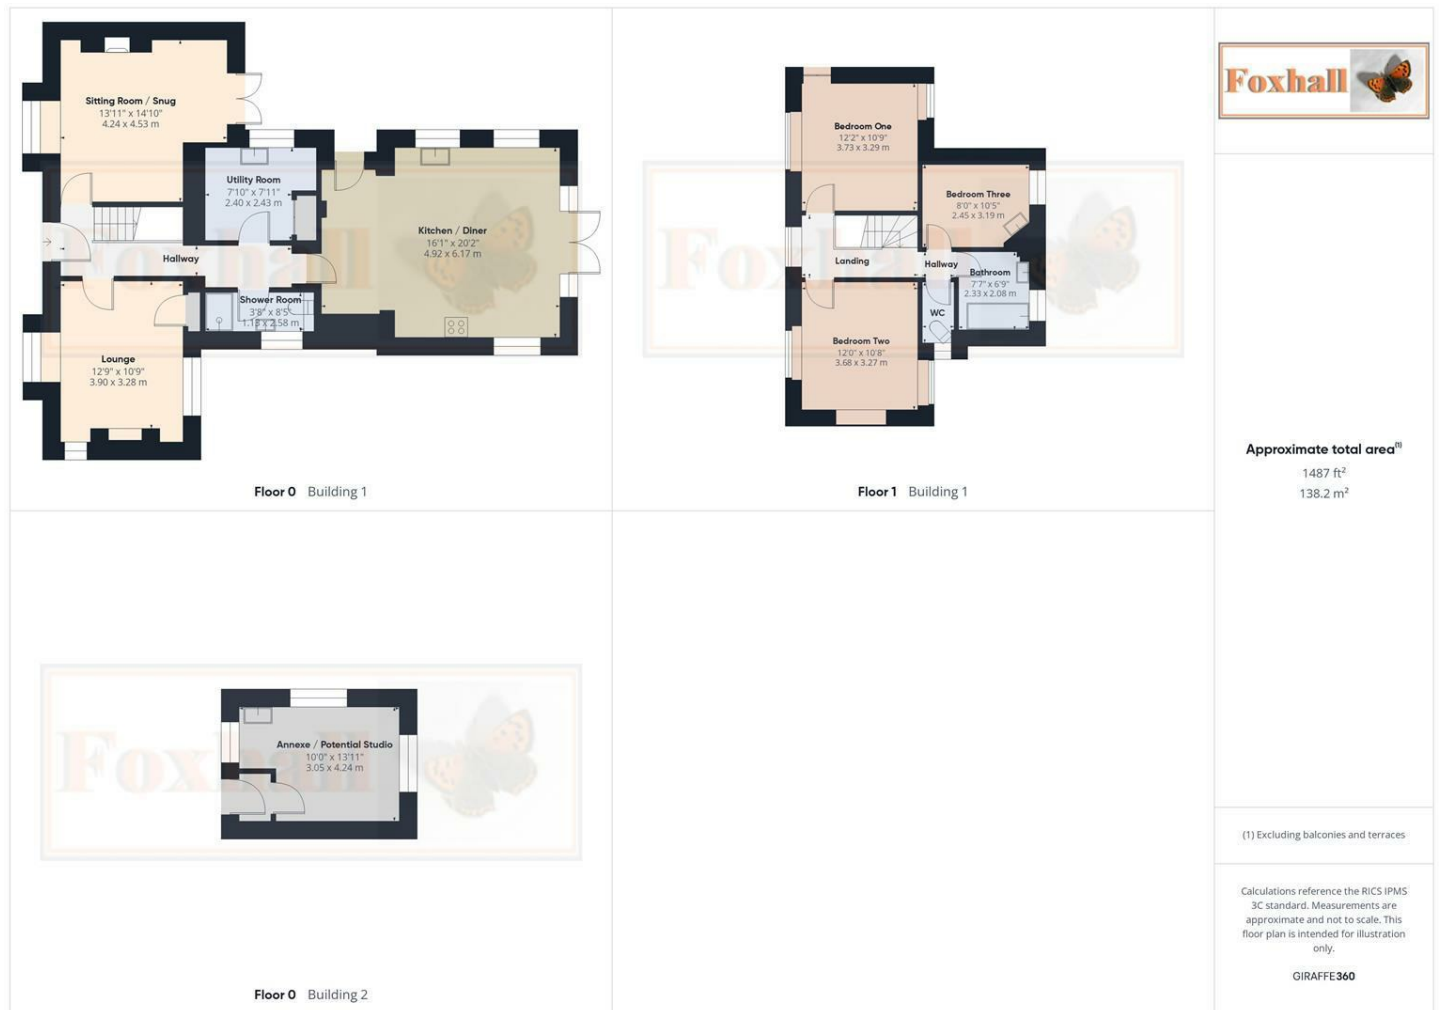 Sitting Room / Snug
13'11" x 14'10"
4.24 x 4.53 m
Utility Room
7'10" x 7'11"
2.40 x 2.43 m
Kitchen / Diner
16'1" x 20'2"
4.92 x 6.17 m
Hallway
Shower Room
3'8" x 8'5"
1.13 x 2.58 m
Lounge
12'9" x 10'9"
3.90 x 3.28 m
Floor 0 Building 1
Bedroom One
12'2" x 10'9"
3.73 x 3.29 m
Bedroom Three
8'0" x 10'5"
2.45 x 3.19 m
Landing
Hallway
Bathroom
7'7" x 6'9"
2.33 x 2.08 m
WC
Bedroom Two
12'0" x 10'8"
3.68 x 3.27 m
Floor 1 Building 1
Foxhall
Approximate total area(1)
1487 ft²
138.2 m²
Foxhall
Foxhall
Foxhall
Annexe / Potential Studio
10'0" x 13'11"
3.05 x 4.24 m
Floor 0 Building 2
(1) Excluding balconies and terraces
Calculations reference the RICS IPMS
3C standard. Measurements are
approximate and not to scale. This
floor plan is intended for illustration
only.
GIRAFFE360